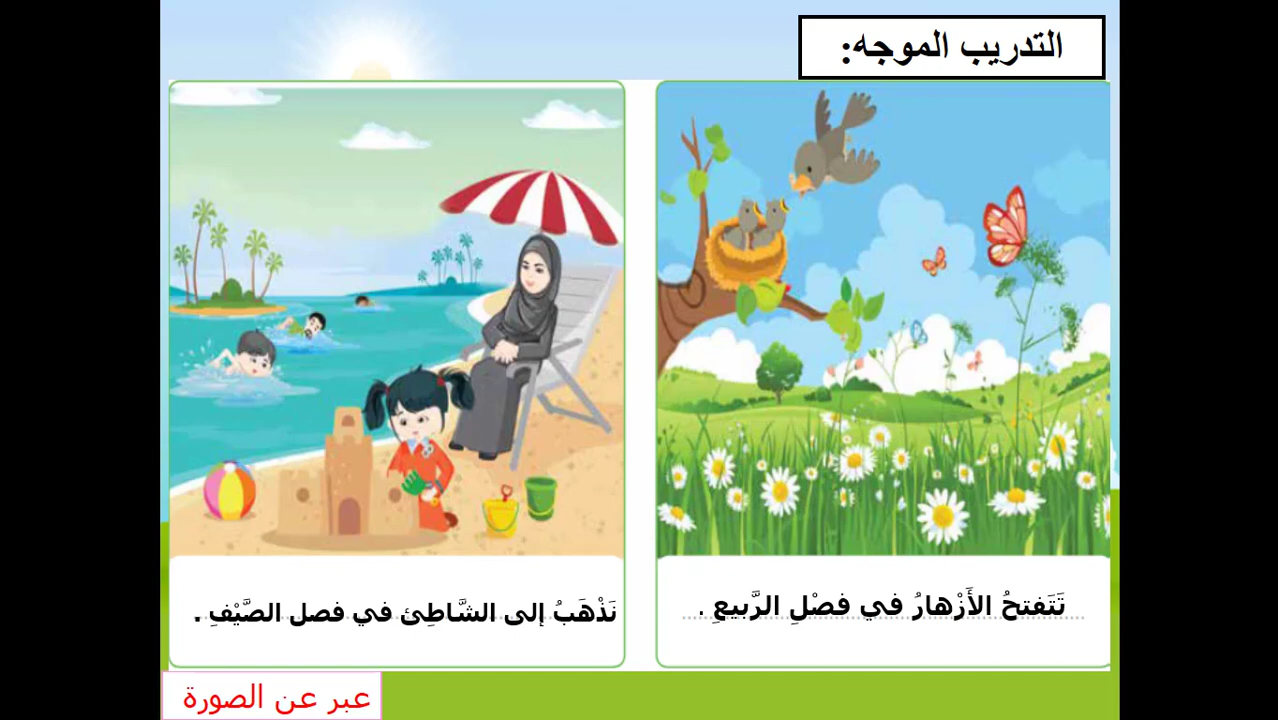 التدريب الموجه:
تَتَفتحُ الأَزْهارُ في فصْلِ الرَّبيعِ .
نَذْهَبُ إلى الشَّاطِئ في فصل الصَّيْفِ .
عبر عن الصورة